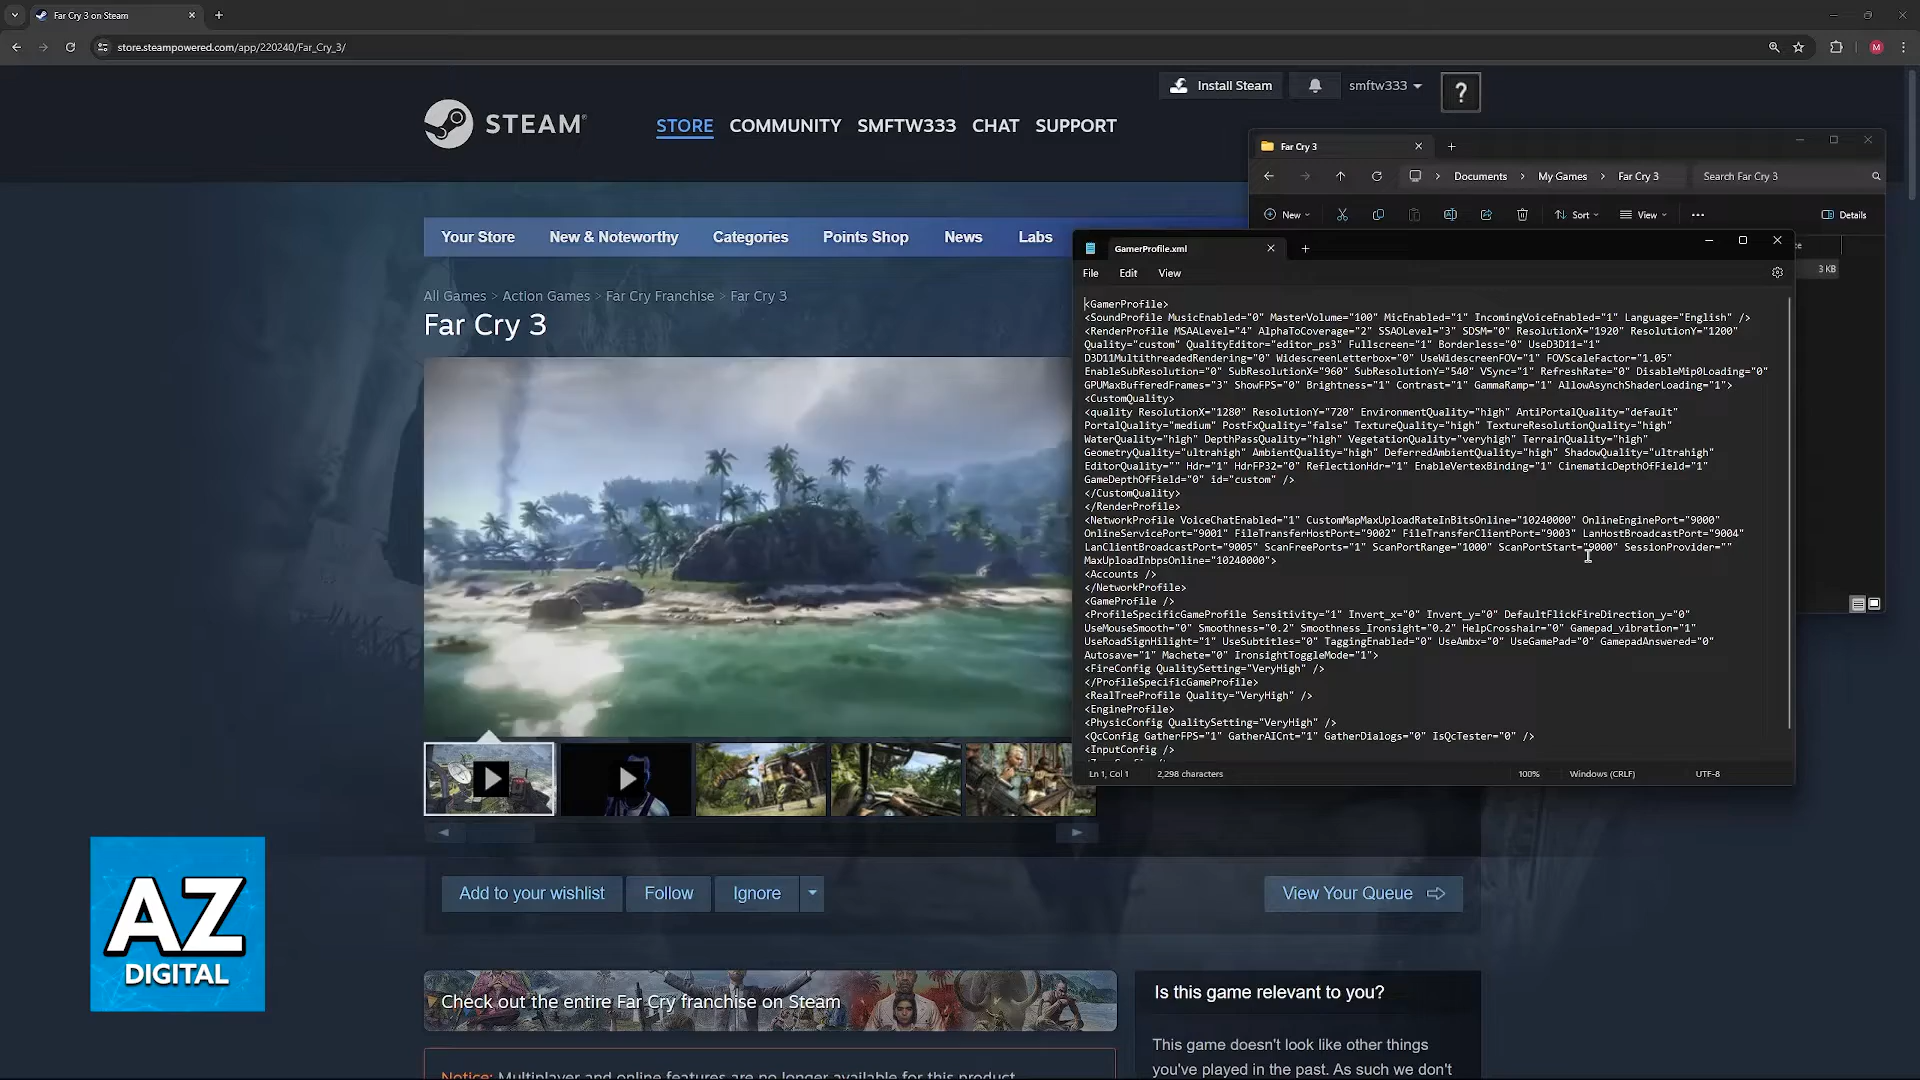 Far Cry 3 on Steam
store.steampowered.com/app/220240/Far_Cry_3/
M
Install Steam
smftw333
?
STEAM®
STORE
COMMUNITY
SMFTW333
CHAT
SUPPORT
Your Store
New & Noteworthy
Categories
Points Shop
News
Labs
All Games > Action Games > Far Cry Franchise > Far Cry 3
Far Cry 3
Far Cry 3
Documents > My Games > Far Cry 3
Search Far Cry 3
New
Sort
View
Details
3 KB
GamerProfile.xml
File
Edit
View
<GamerProfile>
<SoundProfile MusicEnabled="0" MasterVolume="100" MicEnabled="1" IncomingVoiceEnabled="1" Language="English" />
<RenderProfile MSAALevel="4" AlphaToCoverage="2" SSAOLevel="3" SDSM="0" ResolutionX="1920" ResolutionY="1200"
Quality="custom" QualityEditor="editor_ps3" Fullscreen="1" Borderless="0" UseD3D11="1"
D3D11MultithreadedRendering="0" WidescreenLetterbox="0" UseWidescreenFOV="1" FOVScaleFactor="1.05"
EnableSubResolution="0" SubResolutionX="960" SubResolutionY="540" VSync="1" RefreshRate="0" DisableMip0Loading="0"
GPUMaxBufferedFrames="3" ShowFPS="0" Brightness="1" Contrast="1" GammaRamp="1" AllowAsynchShaderLoading="1">
<CustomQuality>
<quality ResolutionX="1280" ResolutionY="720" EnvironmentQuality="high" AntiPortalQuality="default"
PortalQuality="medium" PostFxQuality="false" TextureQuality="high" TextureResolutionQuality="high"
WaterQuality="high" DepthPassQuality="high" VegetationQuality="veryhigh" TerrainQuality="high"
GeometryQuality="ultrahigh" AmbientQuality="high" DeferredAmbientQuality="high" ShadowQuality="ultrahigh"
EditorQuality="" Hdr="1" HdrFP32="0" ReflectionHdr="1" EnableVertexBinding="1" CinematicDepthOfField="1"
GameDepthOfField="0" id="custom" />
</CustomQuality>
</RenderProfile>
<NetworkProfile VoiceChatEnabled="1" CustomMapMaxUploadRateInBitsOnline="10240000" OnlineEnginePort="9000"
OnlineServicePort="9001" FileTransferHostPort="9002" FileTransferClientPort="9003" LanHostBroadcastPort="9004"
LanClientBroadcastPort="9005" ScanFreePorts="1" ScanPortRange="1000" ScanPortStart="9000" SessionProvider=""
MaxUploadInbpsOnline="10240000">
<Accounts />
</NetworkProfile>
<GameProfile />
<ProfileSpecificGameProfile Sensitivity="1" Invert_x="0" Invert_y="0" DefaultFlickFireDirection_y="0"
UseMouseSmooth="0" Smoothness="0.2" Smoothness_Ironsight="0.2" HelpCrosshair="0" Gamepad_vibration="1"
UseRoadSignHilight="1" UseSubtitles="0" TaggingEnabled="0" UseAmbx="0" UseGamePad="0" GamepadAnswered="0"
Autosave="1" Machete="0" IronsightToggleMode="1">
<FireConfig QualitySetting="VeryHigh" />
</ProfileSpecificGameProfile>
<RealTreeProfile Quality="VeryHigh" />
<EngineProfile>
<PhysicConfig QualitySetting="VeryHigh" />
<QcConfig GatherFPS="1" GatherAICnt="1" GatherDialogs="0" IsQcTester="0" />
<InputConfig />
Ln 1, Col 1
2,298 characters
100%
Windows (CRLF)
UTF-8
Add to your wishlist
Follow
Ignore
View Your Queue
AZ
DIGITAL
Check out the entire Far Cry franchise on Steam
Is this game relevant to you?
This game doesn't look like other things
you've played in the past. As such we don't
Notice: Multiplayer and online features are no longer available for this product